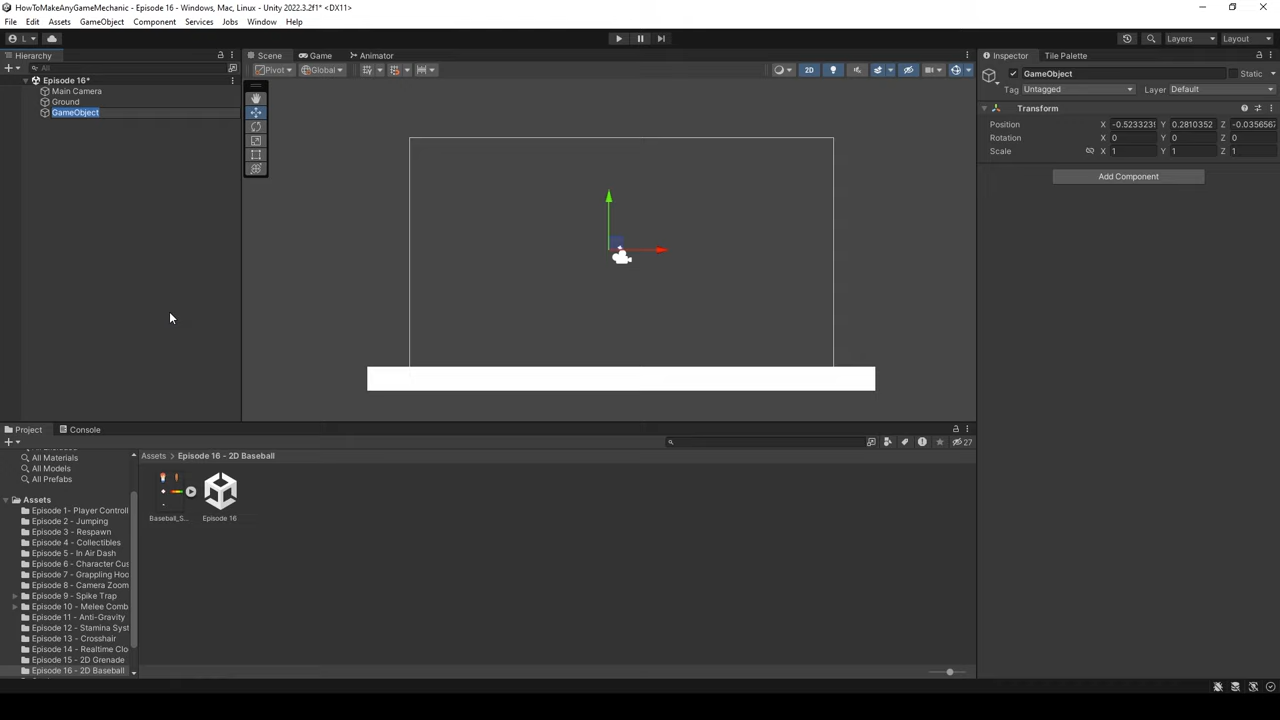 HowToMakeAnyGameMechanic - Episode 16 - Windows, Mac, Linux - Unity 2022.3.2f1* <DX11>
File Edit Assets GameObject Component Services Jobs Window Help
L Layers Layout
Hierarchy Scene Game Animator Inspector Tile Palette
All Pivot Global 2D GameObject Static
Episode 16* Tag Untagged Layer Default
Main Camera
Ground Transform
GameObject
Position X -0.523323 Y 0.2810352 Z -0.035656
Rotation X 0 Y 0 Z 0
Scale X 1 Y 1 Z 1
Add Component
Project Console
27
All Materials Assets > Episode 16 - 2D Baseball
All Models
All Prefabs
Assets
Episode 1- Player Controll
Episode 2 - Jumping Baseball_S... Episode 16
Episode 3 - Respawn
Episode 4 - Collectibles
Episode 5 - In Air Dash
Episode 6 - Character Cus
Episode 7 - Grappling Hoo
Episode 8 - Camera Zoom
Episode 9 - Spike Trap
Episode 10 - Melee Comb
Episode 11 - Anti-Gravity
Episode 12 - Stamina Syst
Episode 13 - Crosshair
Episode 14 - Realtime Clo
Episode 15 - 2D Grenade
Episode 16 - 2D Baseball